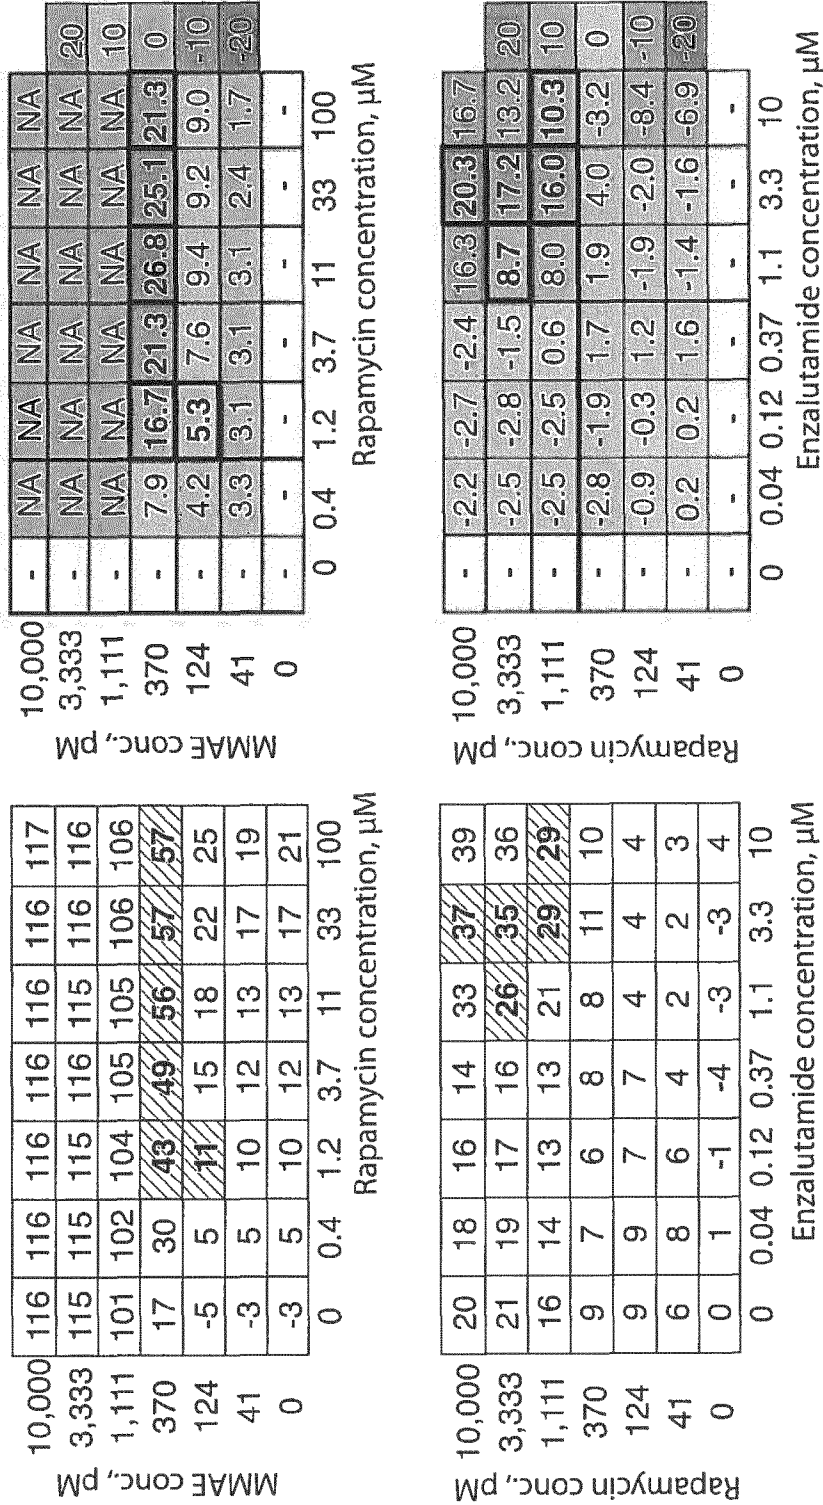 MMAE conc., pM
10,000 116 116 116 116 116 116 117
3,333 115 115 115 116 115 116 116
1,111 101 102 104 105 105 106 106
370 17 30 43 49 56 57 57
124 -5 5 11 15 18 22 25
41 -3 5 10 12 13 17 19
0 -3 5 10 12 13 17 21
0 0.4 1.2 3.7 11 33 100
Rapamycin concentration, µM
MMAE conc., pM
10,000 - NA NA NA NA NA NA
3,333 - NA NA NA NA NA NA 20
1,111 - NA NA NA NA NA NA 10
370 - 7.9 16.7 21.3 26.8 25.1 21.3 0
124 - 4.2 5.3 7.6 9.4 9.2 9.0 -10
41 - 3.3 3.1 3.1 3.1 2.4 1.7 -20
0 - - - - - - -
0 0.4 1.2 3.7 11 33 100
Rapamycin concentration, µM
Rapamycin conc., pM
10,000 20 18 16 14 33 37 39
3,333 21 19 17 16 26 35 36
1,111 16 14 13 13 21 29 29
370 9 7 6 8 8 11 10
124 9 9 7 7 4 4 4
41 6 8 6 4 2 2 3
0 0 1 -1 -4 -3 -3 4
0 0.04 0.12 0.37 1.1 3.3 10
Enzalutamide concentration, µM
Rapamycin conc., pM
10,000 - -2.2 -2.7 -2.4 16.3 20.3 16.7
3,333 - -2.5 -2.8 -1.5 8.7 17.2 13.2 20
1,111 - -2.5 -2.5 0.6 8.0 16.0 10.3 10
370 - -2.8 -1.9 1.7 1.9 4.0 -3.2 0
124 - -0.9 -0.3 1.2 -1.9 -2.0 -8.4 -10
41 - 0.2 0.2 1.6 -1.4 -1.6 -6.9 -20
0 - - - - - - -
0 0.04 0.12 0.37 1.1 3.3 10
Enzalutamide concentration, µM